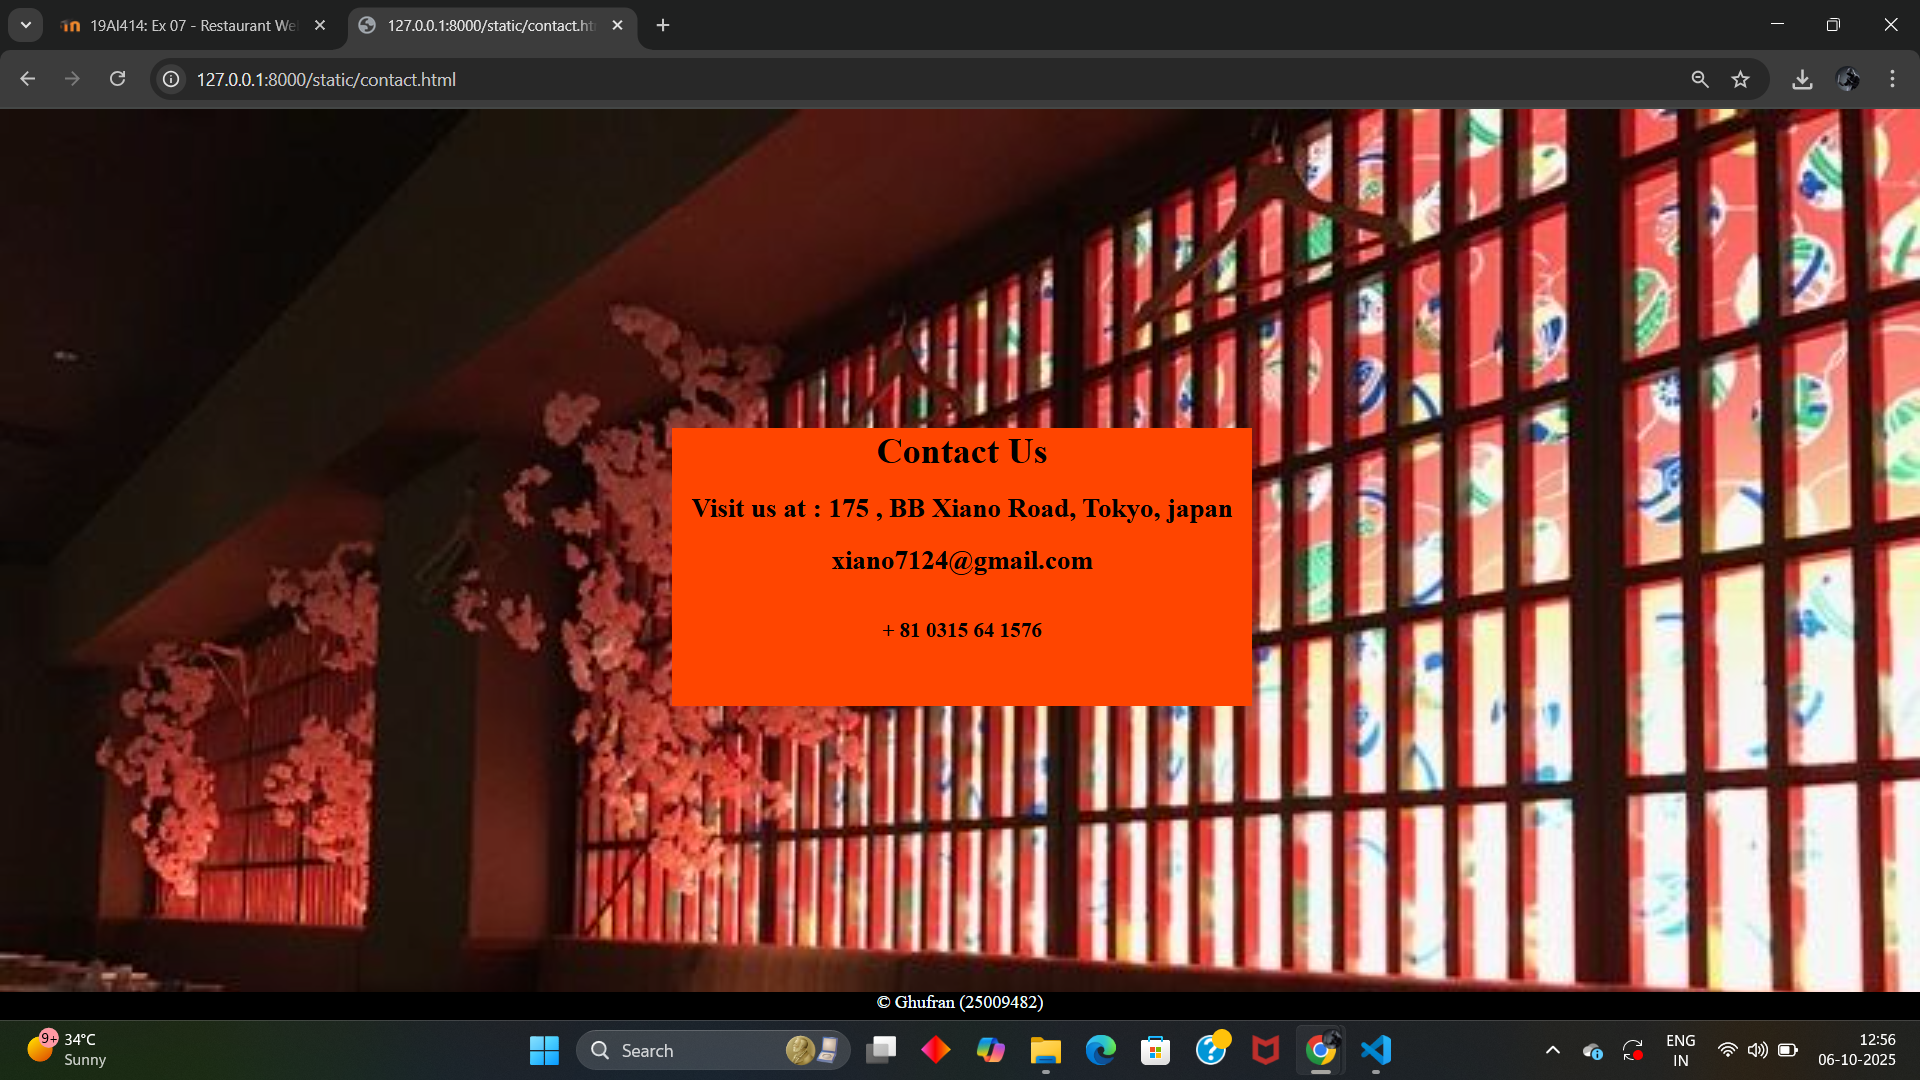 19AI414: Ex 07 - Restaurant We
127.0.0.1:8000/static/contact.ht
127.0.0.1:8000/static/contact.html
Contact Us
Visit us at : 175 , BB Xiano Road, Tokyo, japan
xiano7124@gmail.com
+ 81 0315 64 1576
© Ghufran (25009482)
9+
34°C
Sunny
Search
ENG
IN
12:56
06-10-2025